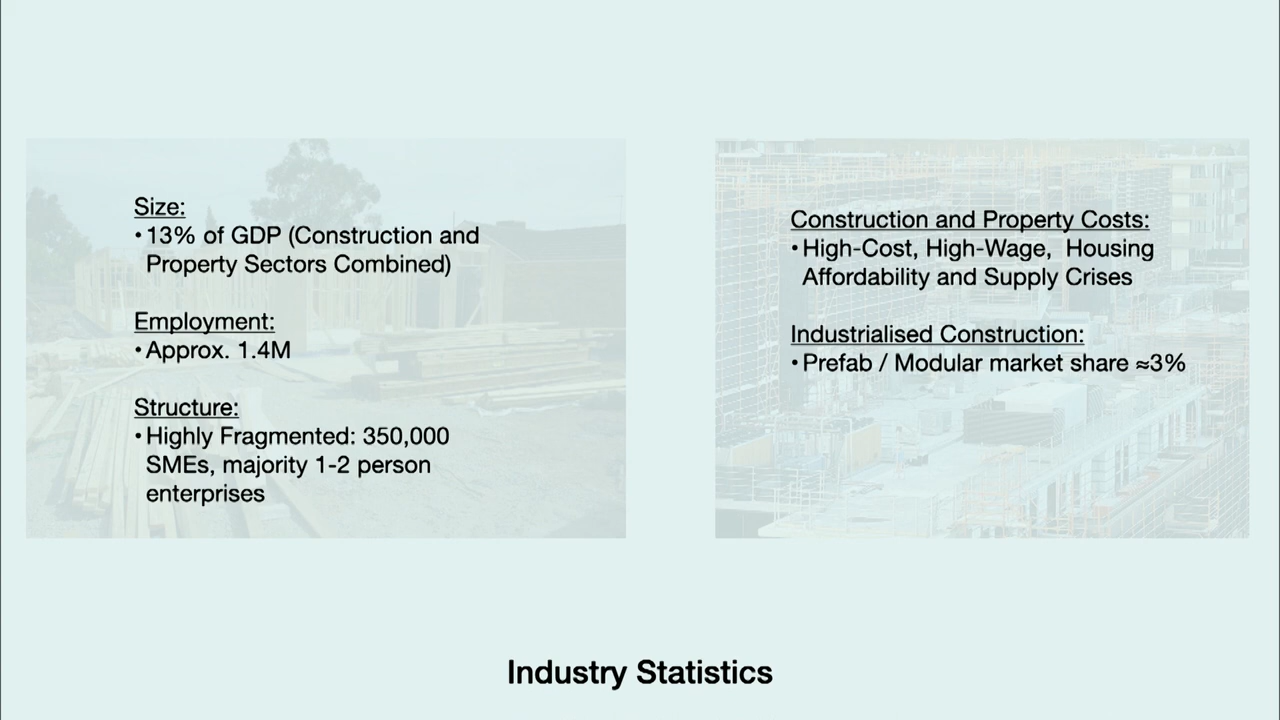 Size:
•13% of GDP (Construction and
Property Sectors Combined)
Employment:
•Approx. 1.4M
Structure:
•Highly Fragmented: 350,000
SMEs, majority 1-2 person
enterprises
Construction and Property Costs:
•High-Cost, High-Wage,  Housing
Affordability and Supply Crises
Industrialised Construction:
•Prefab / Modular market share ≈3%
Industry Statistics